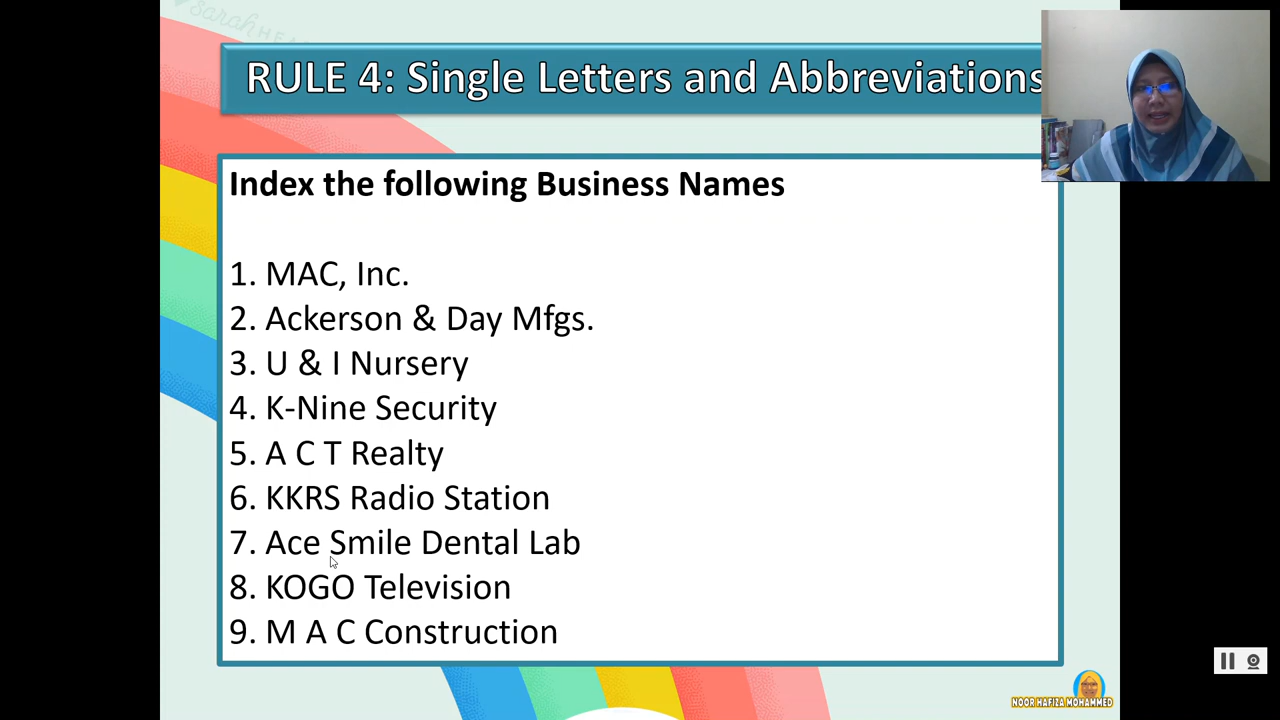 sarah HE
RULE 4: Single Letters and Abbreviations
Index the following Business Names
1. MAC, Inc.
2. Ackerson & Day Mfgs.
3. U & I Nursery
4. K-Nine Security
5. A C T Realty
6. KKRS Radio Station
7. Ace Smile Dental Lab
8. KOGO Television
9. M A C Construction
NOOR HAFIZA MOHAMMED